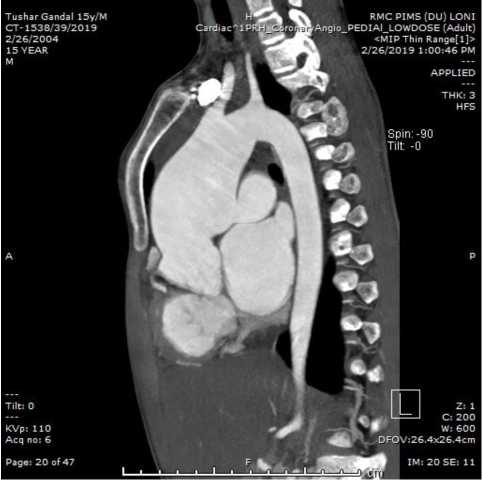 Tushar Gandal 15y/M
CT-1538/39/2019
2/26/2004
15 YEAR
M
H
RMC PIMS (DU) LONI
Cardiac^1PRH_CoronaryAngio_PEDIAl_LOWDOSE (Adult)
<MIP Thin Range[1]>
2/26/2019 1:00:46 PM
---
APPLIED
---
THK: 3
HFS
Spin: -90
Tilt: -0
A
P
---
Tilt: 0
---
KVp: 110
Acq no: 6
Page: 20 of 47
F
cm
L
Z: 1
C: 200
W: 600
DFOV:26.4x26.4cm
IM: 20 SE: 11